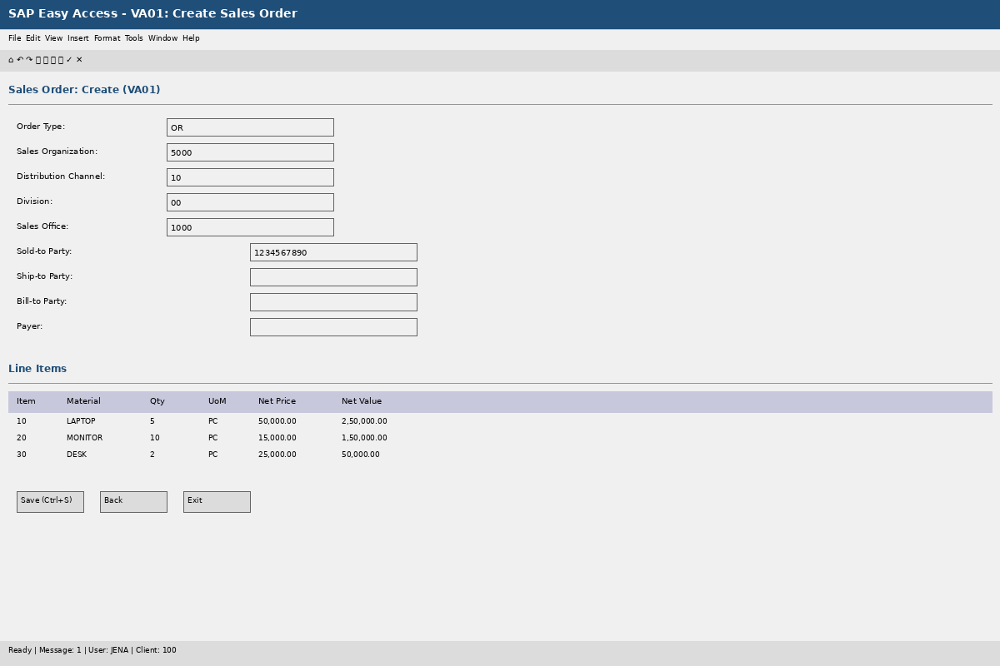 SAP Easy Access - VA01: Create Sales Order
File Edit View Insert Format Tools Window Help
⌂ ↶ ↷ ✓ ✕
Sales Order: Create (VA01)
Order Type: OR
Sales Organization: 5000
Distribution Channel: 10
Division: 00
Sales Office: 1000
Sold-to Party: 1234567890
Ship-to Party:
Bill-to Party:
Payer:
Line Items
Item Material Qty UoM Net Price Net Value
10 LAPTOP 5 PC 50,000.00 2,50,000.00
20 MONITOR 10 PC 15,000.00 1,50,000.00
30 DESK 2 PC 25,000.00 50,000.00
Save (Ctrl+S) Back Exit
Ready | Message: 1 | User: JENA | Client: 100